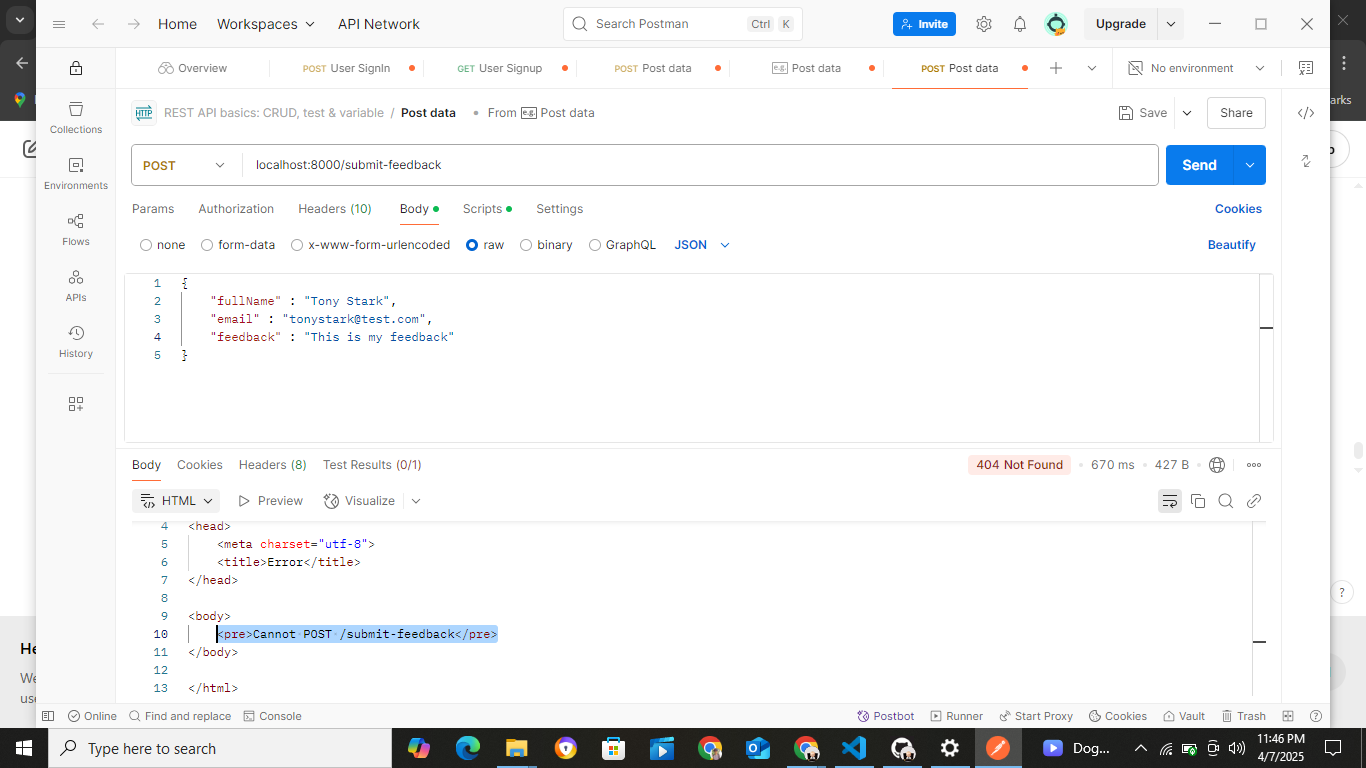 Home
Workspaces
API Network
Search Postman
Ctrl
K
Invite
Upgrade
Overview
POST User SignIn
GET User Signup
POST Post data
e.g. Post data
POST Post data
No environment
arks
Collections
Environments
Flows
APIs
History
HTTP
REST API basics: CRUD, test & variable / Post data
From e.g. Post data
Save
Share
POST
localhost:8000/submit-feedback
Send
Params
Authorization
Headers (10)
Body
Scripts
Settings
Cookies
none
form-data
x-www-form-urlencoded
raw
binary
GraphQL
JSON
Beautify
1 {
2 "fullName" : "Tony Stark",
3 "email" : "tonystark@test.com",
4 "feedback" : "This is my feedback"
5 }
Body
Cookies
Headers (8)
Test Results (0/1)
404 Not Found
670 ms
427 B
HTML
Preview
Visualize
4 <head>
5 <meta charset="utf-8">
6 <title>Error</title>
7 </head>
8
9 <body>
10 <pre>Cannot POST /submit-feedback</pre>
11 </body>
12
13 </html>
He
We
use
?
Online
Find and replace
Console
Postbot
Runner
Start Proxy
Cookies
Vault
Trash
Type here to search
Dog...
11:46 PM
4/7/2025